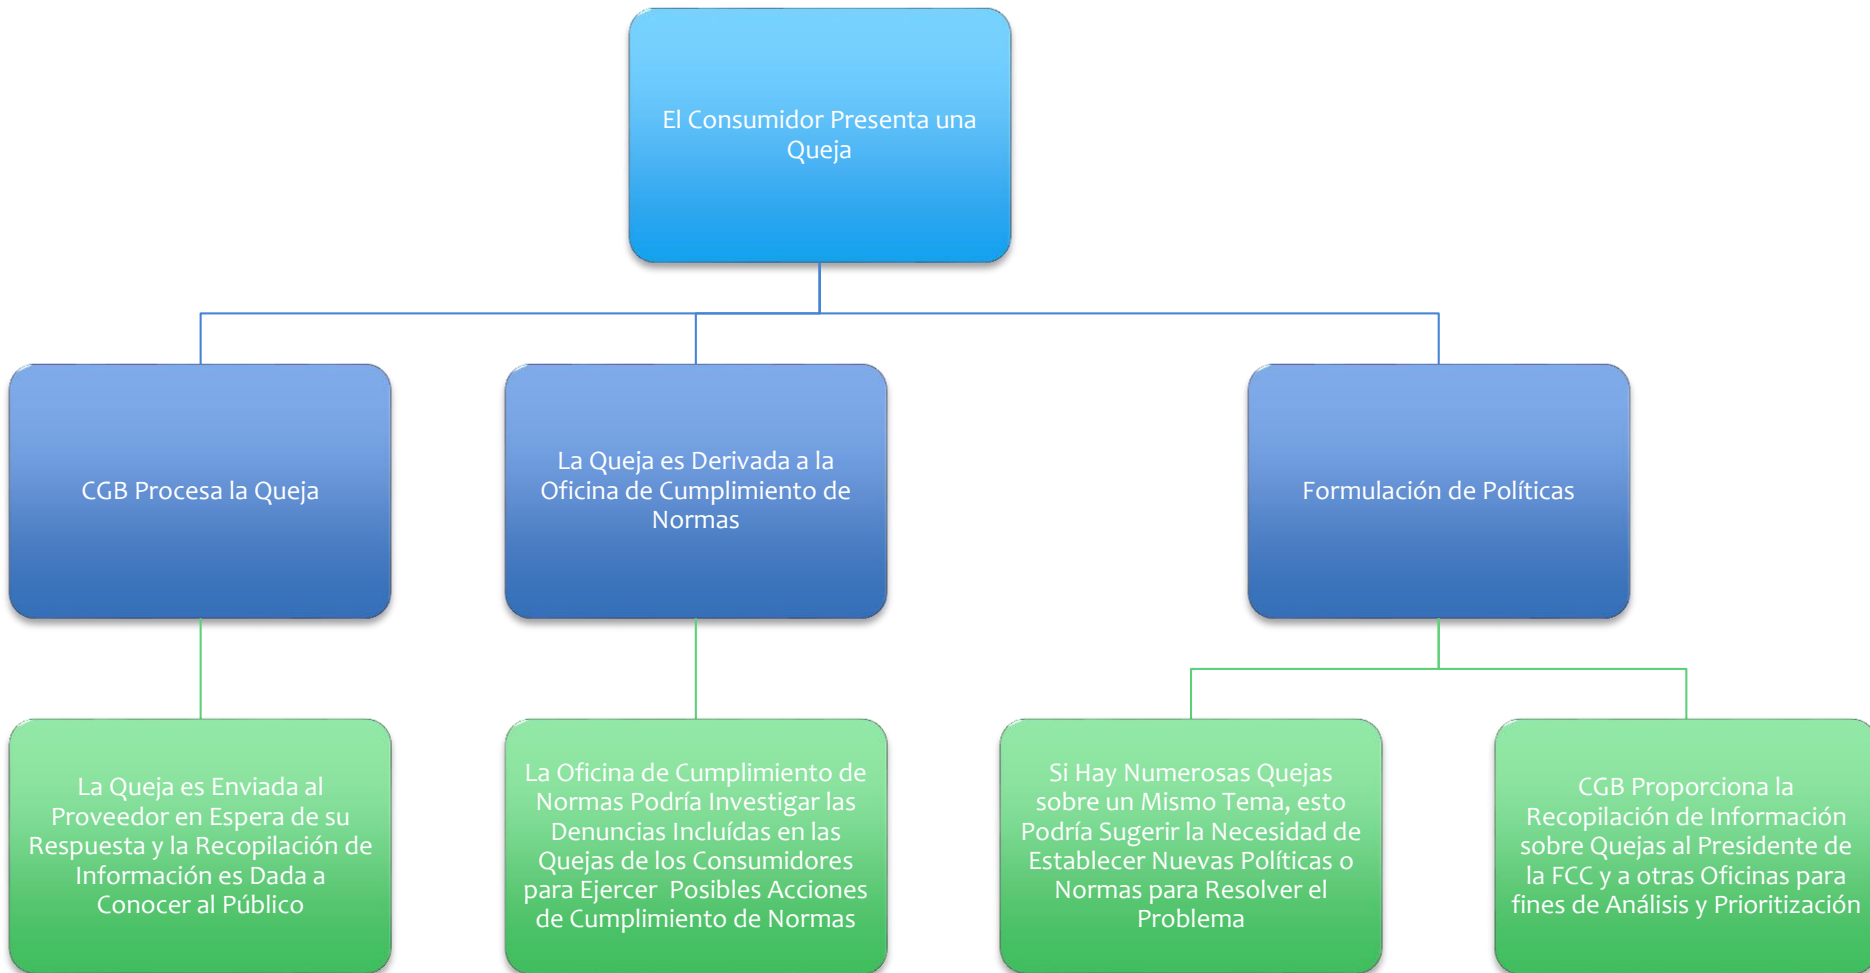 El Consumidor Presenta una
Queja
CGB Procesa la Queja
La Queja es Derivada a la
Oficina de Cumplimiento de
Normas
Formulación de Políticas
La Queja es Enviada al
Proveedor en Espera de su
Respuesta y la Recopilación de
Información es Dada a
Conocer al Público
La Oficina de Cumplimiento de
Normas Podría Investigar las
Denuncias Incluídas en las
Quejas de los Consumidores
para Ejercer  Posibles Acciones
de Cumplimiento de Normas
Si Hay Numerosas Quejas
sobre un Mismo Tema, esto
Podría Sugerir la Necesidad de
Establecer Nuevas Políticas o
Normas para Resolver el
Problema
CGB Proporciona la
Recopilación de Información
sobre Quejas al Presidente de
la FCC y a otras Oficinas para
fines de Análisis y Prioritización